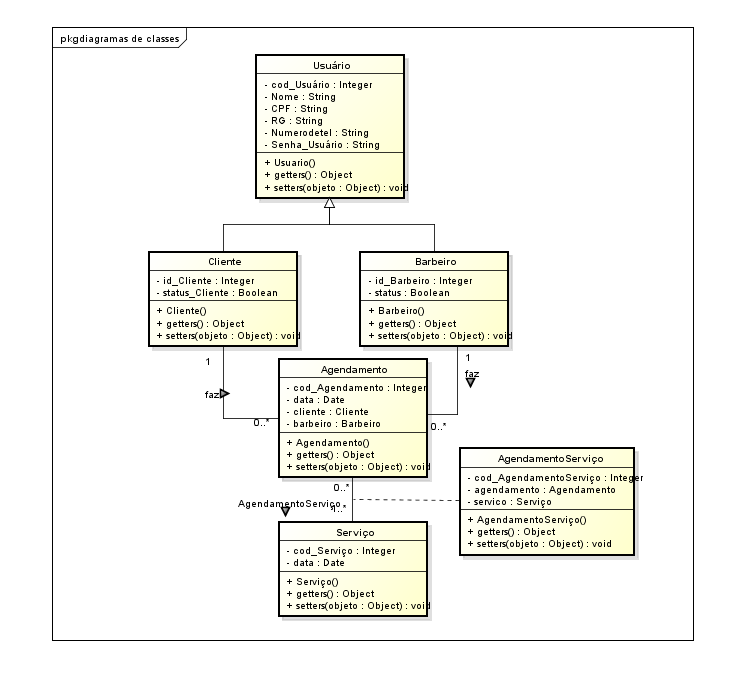 pkgdiagramas de classes
Usuário
- cod_Usuário : Integer
- Nome : String
- CPF : String
- RG : String
- Numerodetel : String
- Senha_Usuário : String
+ Usuario()
+ getters() : Object
+ setters(objeto : Object) : void
Cliente
- id_Cliente : Integer
- status_Cliente : Boolean
+ Cliente()
+ getters() : Object
+ setters(objeto : Object) : void
Barbeiro
- id_Barbeiro : Integer
- status : Boolean
+ Barbeiro()
+ getters() : Object
+ setters(objeto : Object) : void
1
faz
0..*
1
faz
0..*
Agendamento
- cod_Agendamento : Integer
- data : Date
- cliente : Cliente
- barbeiro : Barbeiro
+ Agendamento()
+ getters() : Object
+ setters(objeto : Object) : void
AgendamentoServiço
- cod_AgendamentoServiço : Integer
- agendamento : Agendamento
- servico : Serviço
+ AgendamentoServiço()
+ getters() : Object
+ setters(objeto : Object) : void
0..*
AgendamentoServiço
1..*
Serviço
- cod_Serviço : Integer
- data : Date
+ Serviço()
+ getters() : Object
+ setters(objeto : Object) : void